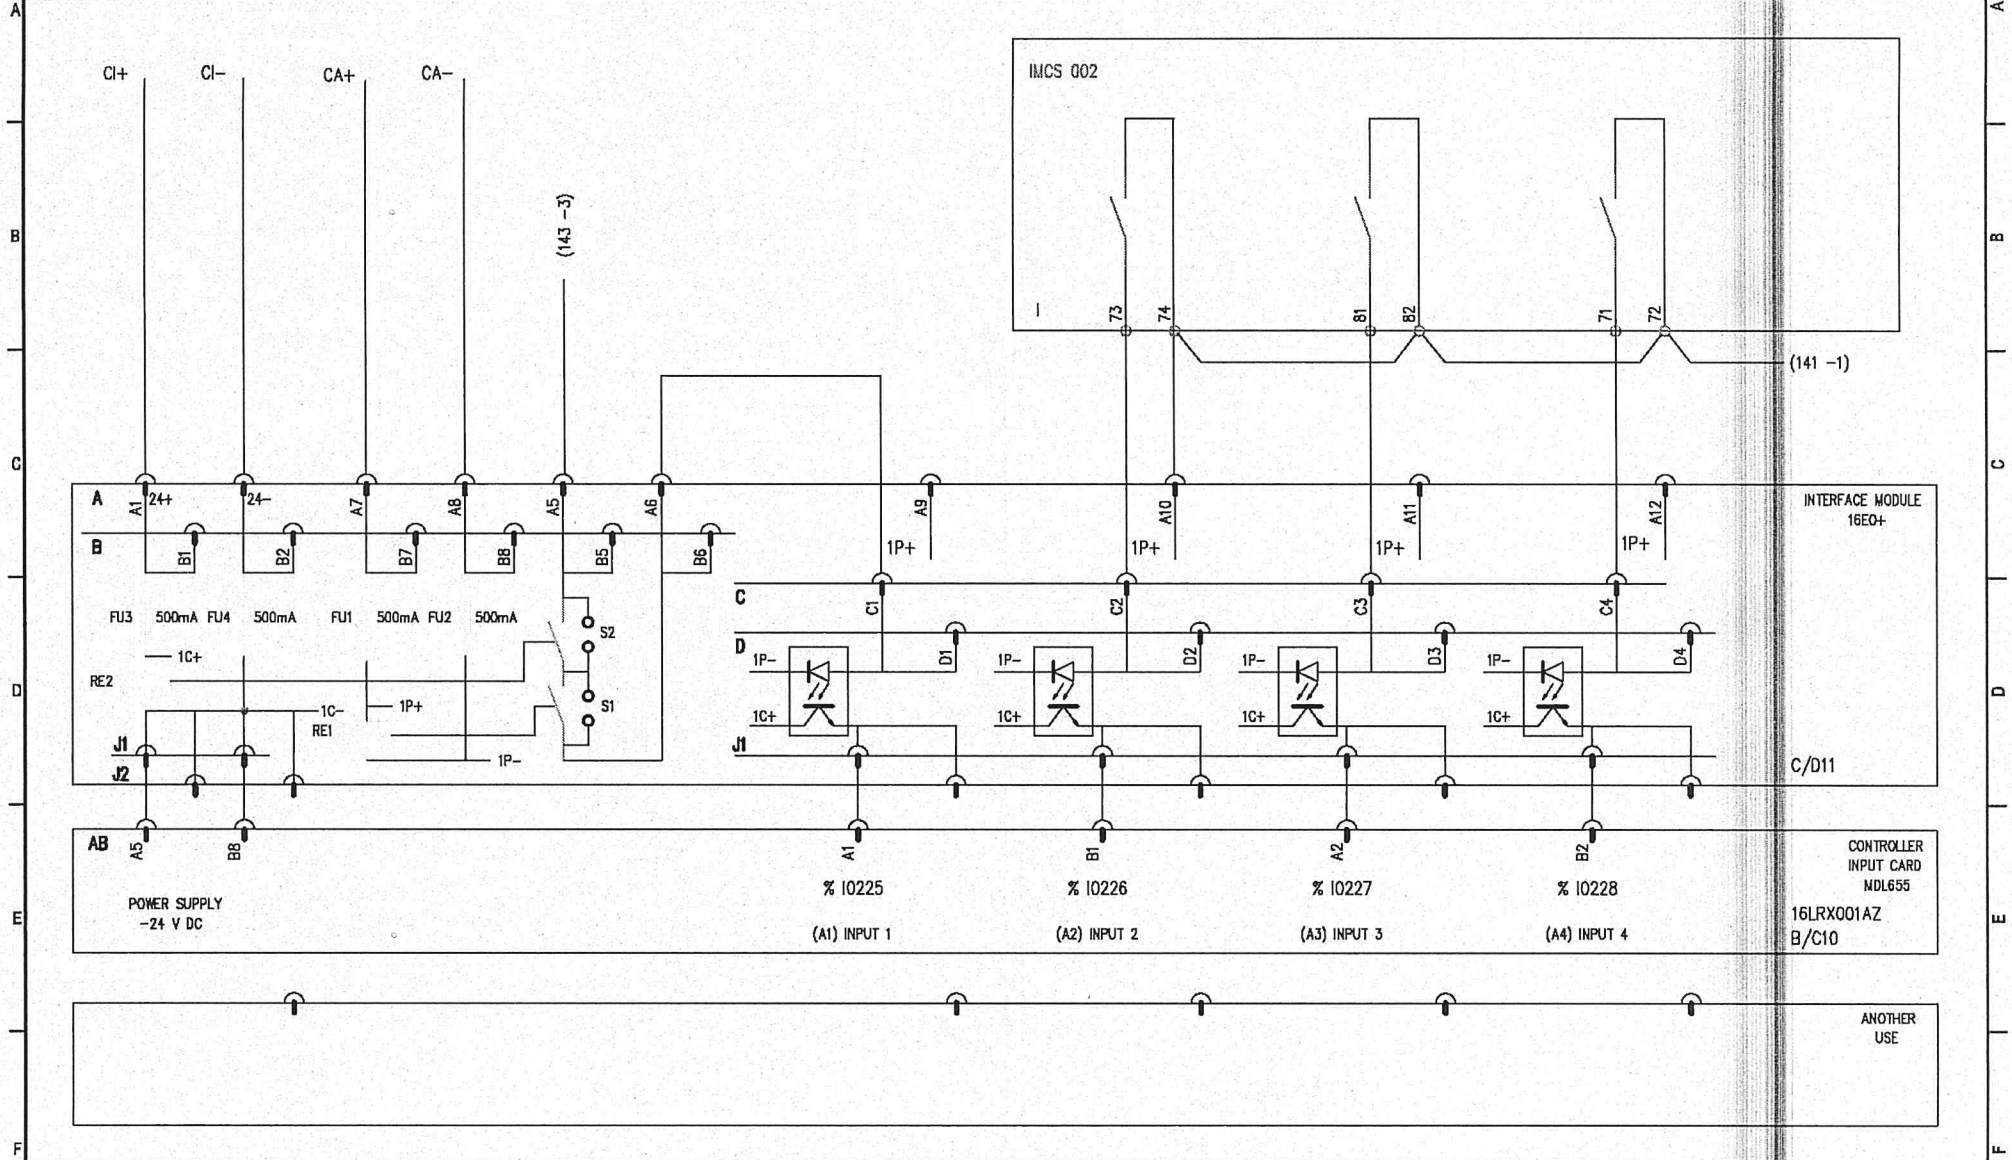 A
A
CI+
CI-
CA+
CA-
IMCS 002
(143 -3)
B
B
I
73
74
81
82
71
72
(141 -1)
C
C
A
A1
24+
24-
A7
A8
A5
A6
A9
A10
A11
A12
INTERFACE MODULE
16EO+
B
B1
B2
B7
B8
B5
B6
1P+
1P+
1P+
1P+
C
C1
C2
C3
C4
FU3
500mA
FU4
500mA
FU1
500mA
FU2
500mA
S2
D
D1
D2
D3
D4
1C+
1P-
1P-
1P-
1P-
RE2
D
D
1C-
1P+
S1
RE1
1C+
1C+
1C+
1C+
J1
J1
1P-
J2
C/D11
AB
A5
B8
A1
B1
A2
B2
CONTROLLER
INPUT CARD
MDL655
POWER SUPPLY
-24 V DC
% I0225
% I0226
% I0227
% I0228
16LRX001AZ
B/C10
E
E
(A1) INPUT 1
(A2) INPUT 2
(A3) INPUT 3
(A4) INPUT 4
ANOTHER
USE
F
F